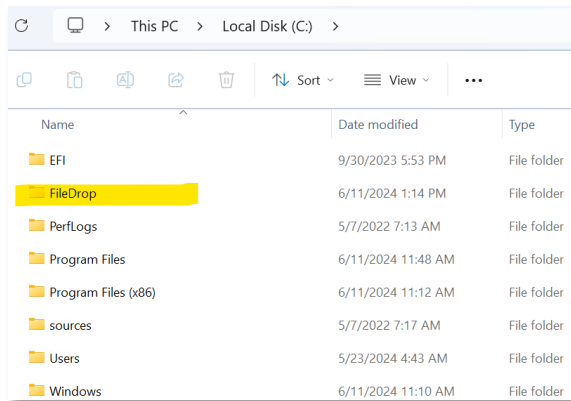 This PC > Local Disk (C:) >
Sort View •••
Name Date modified Type
EFI 9/30/2023 5:53 PM File folder
FileDrop 6/11/2024 1:14 PM File folder
PerfLogs 5/7/2022 7:13 AM File folder
Program Files 6/11/2024 11:48 AM File folder
Program Files (x86) 6/11/2024 11:12 AM File folder
sources 5/7/2022 7:17 AM File folder
Users 5/23/2024 4:43 AM File folder
Windows 6/11/2024 11:10 AM File folder